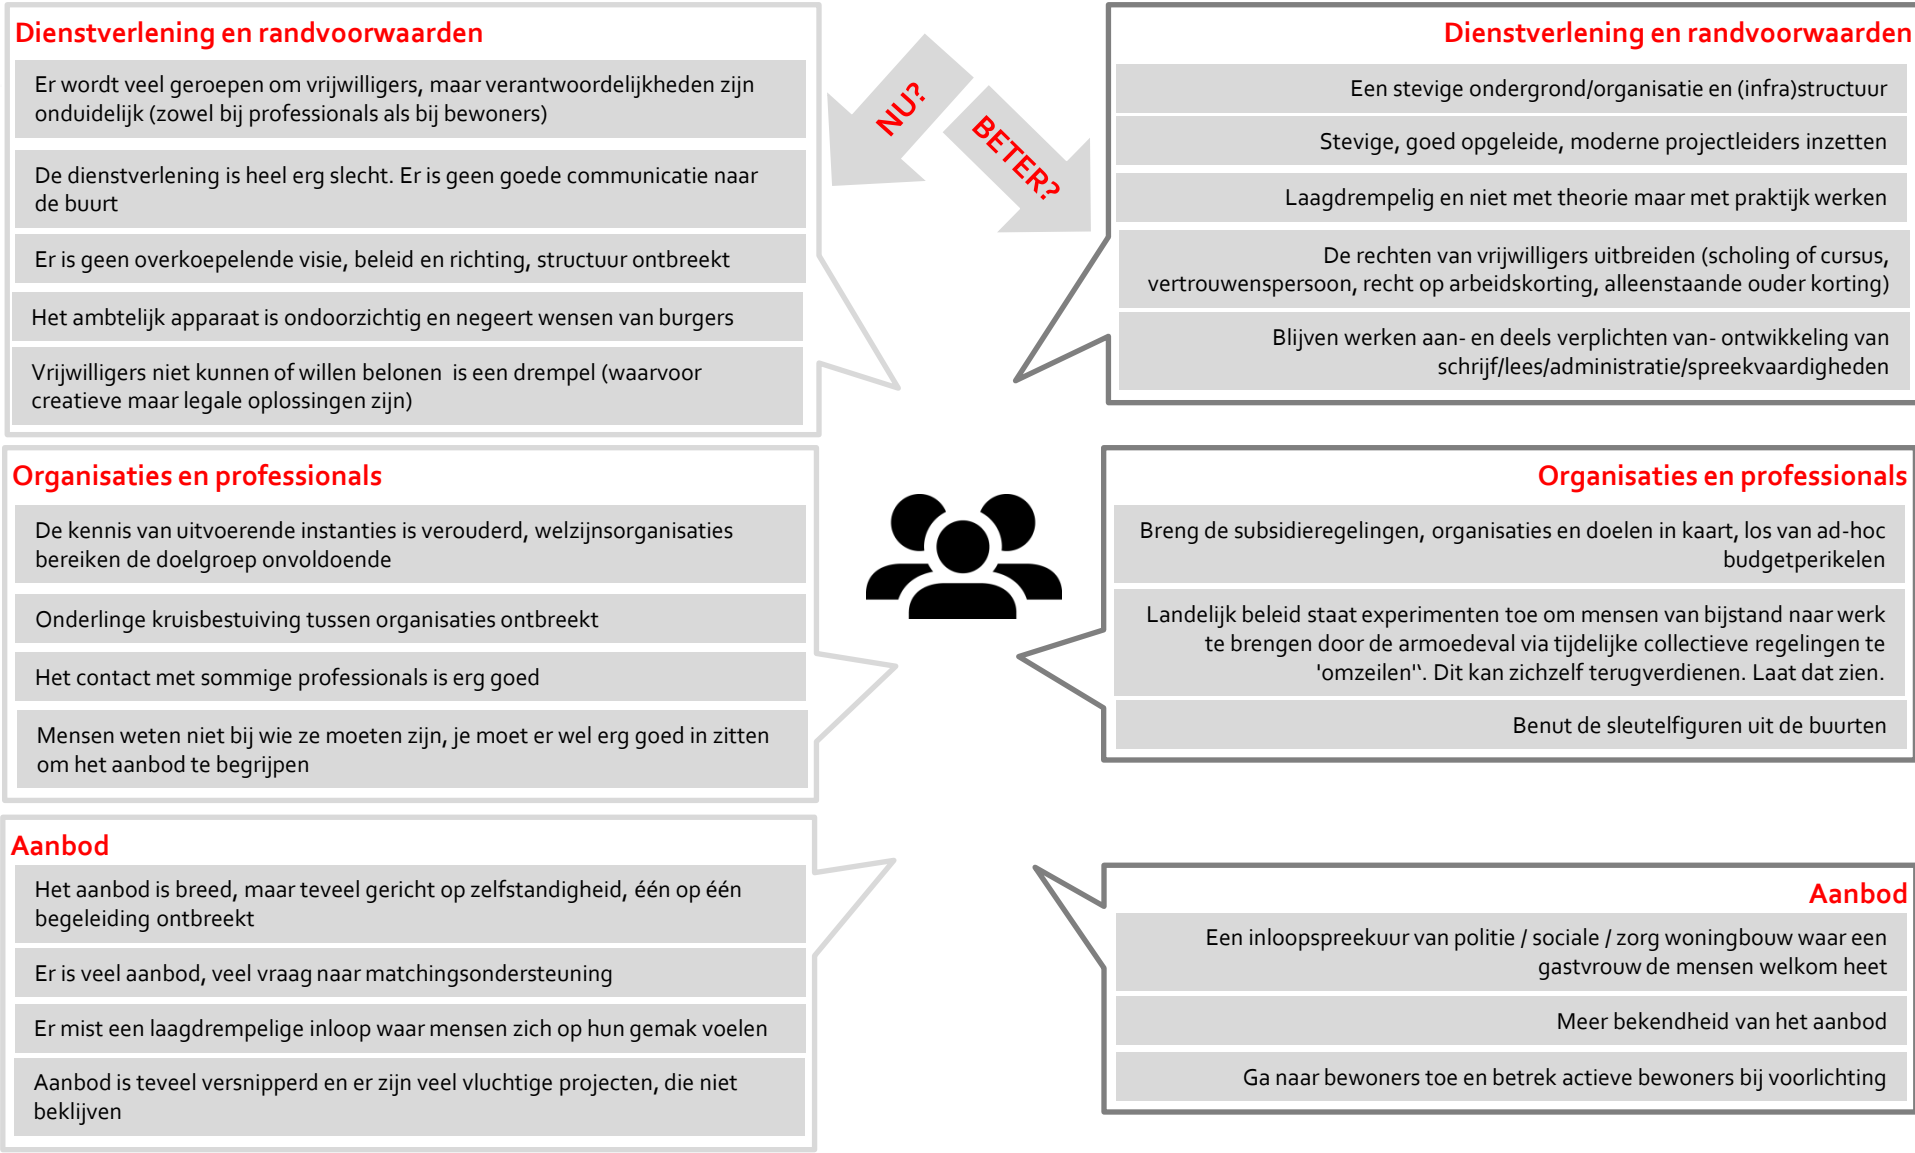 Dienstverlening en randvoorwaarden
Er wordt veel geroepen om vrijwilligers, maar verantwoordelijkheden zijn
onduidelijk (zowel bij professionals als bij bewoners)
De dienstverlening is heel erg slecht. Er is geen goede communicatie naar
de buurt
Er is geen overkoepelende visie, beleid en richting, structuur ontbreekt
Het ambtelijk apparaat is ondoorzichtig en negeert wensen van burgers
Vrijwilligers niet kunnen of willen belonen  is een drempel (waarvoor
creatieve maar legale oplossingen zijn)
Organisaties en professionals
De kennis van uitvoerende instanties is verouderd, welzijnsorganisaties
bereiken de doelgroep onvoldoende
Onderlinge kruisbestuiving tussen organisaties ontbreekt
Het contact met sommige professionals is erg goed
Mensen weten niet bij wie ze moeten zijn, je moet er wel erg goed in zitten
om het aanbod te begrijpen
Aanbod
Het aanbod is breed, maar teveel gericht op zelfstandigheid, één op één
begeleiding ontbreekt
Er is veel aanbod, veel vraag naar matchingsondersteuning
Er mist een laagdrempelige inloop waar mensen zich op hun gemak voelen
Aanbod is teveel versnipperd en er zijn veel vluchtige projecten, die niet
beklijven
NU?
BETER?
Dienstverlening en randvoorwaarden
Een stevige ondergrond/organisatie en (infra)structuur
Stevige, goed opgeleide, moderne projectleiders inzetten
Laagdrempelig en niet met theorie maar met praktijk werken
De rechten van vrijwilligers uitbreiden (scholing of cursus,
vertrouwenspersoon, recht op arbeidskorting, alleenstaande ouder korting)
Blijven werken aan- en deels verplichten van- ontwikkeling van
schrijf/lees/administratie/spreekvaardigheden
Organisaties en professionals
Breng de subsidieregelingen, organisaties en doelen in kaart, los van ad-hoc
budgetperikelen
Landelijk beleid staat experimenten toe om mensen van bijstand naar werk
te brengen door de armoedeval via tijdelijke collectieve regelingen te
'omzeilen'‘. Dit kan zichzelf terugverdienen. Laat dat zien.
Benut de sleutelfiguren uit de buurten
Aanbod
Een inloopspreekuur van politie / sociale / zorg woningbouw waar een
gastvrouw de mensen welkom heet
Meer bekendheid van het aanbod
Ga naar bewoners toe en betrek actieve bewoners bij voorlichting